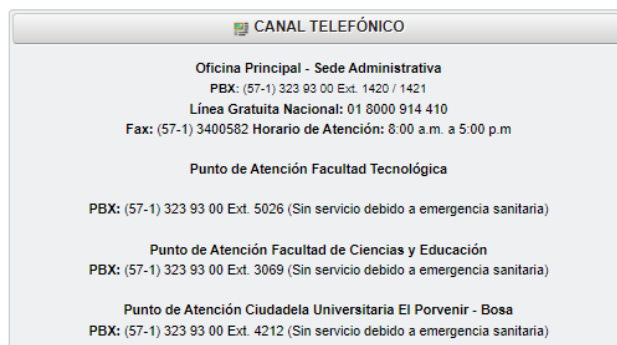 CANAL TELEFÓNICO
Oficina Principal - Sede Administrativa
PBX: (57-1) 323 93 00 Ext. 1420 / 1421
Línea Gratuita Nacional: 01 8000 914 410
Fax: (57-1) 3400582 Horario de Atención: 8:00 a.m. a 5:00 p.m
Punto de Atención Facultad Tecnológica
PBX: (57-1) 323 93 00 Ext. 5026 (Sin servicio debido a emergencia sanitaria)
Punto de Atención Facultad de Ciencias y Educación
PBX: (57-1) 323 93 00 Ext. 3069 (Sin servicio debido a emergencia sanitaria)
Punto de Atención Ciudadela Universitaria El Porvenir - Bosa
PBX: (57-1) 323 93 00 Ext. 4212 (Sin servicio debido a emergencia sanitaria)